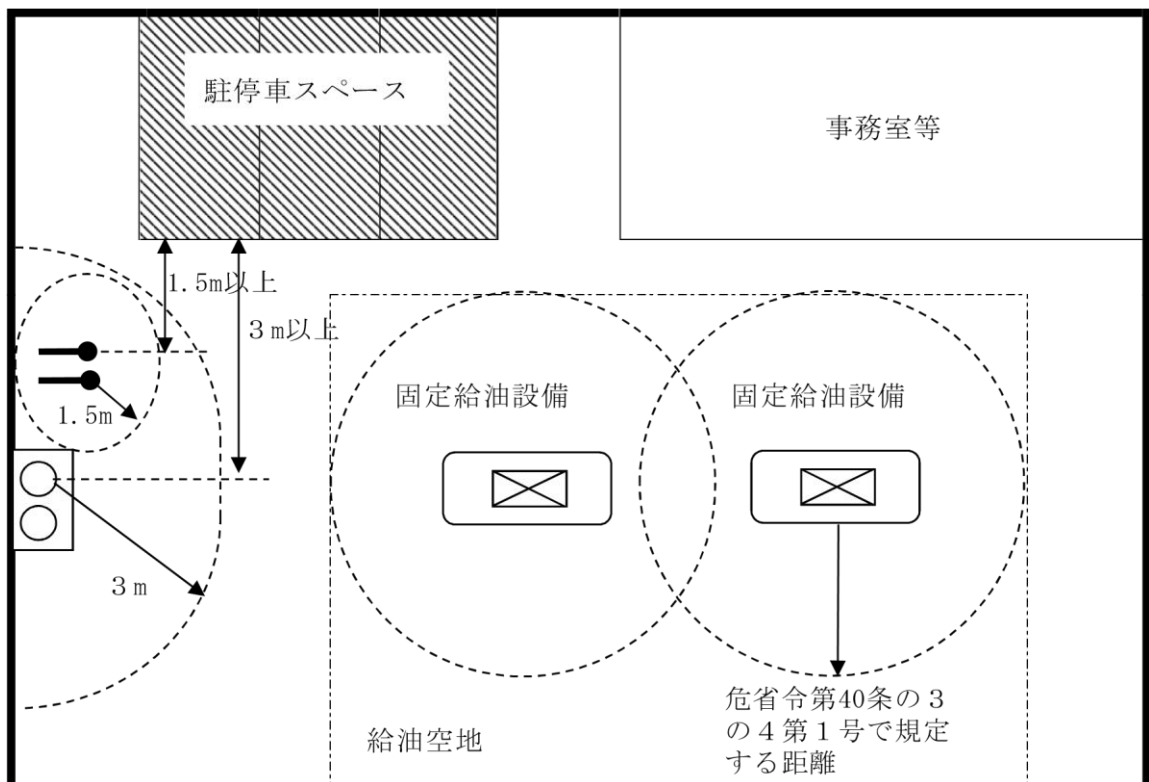 駐停車スペース
事務室等
1.5m以上
３m以上
固定給油設備
固定給油設備
1.5m
３m
危省令第40条の３
の４第１号で規定
する距離
給油空地